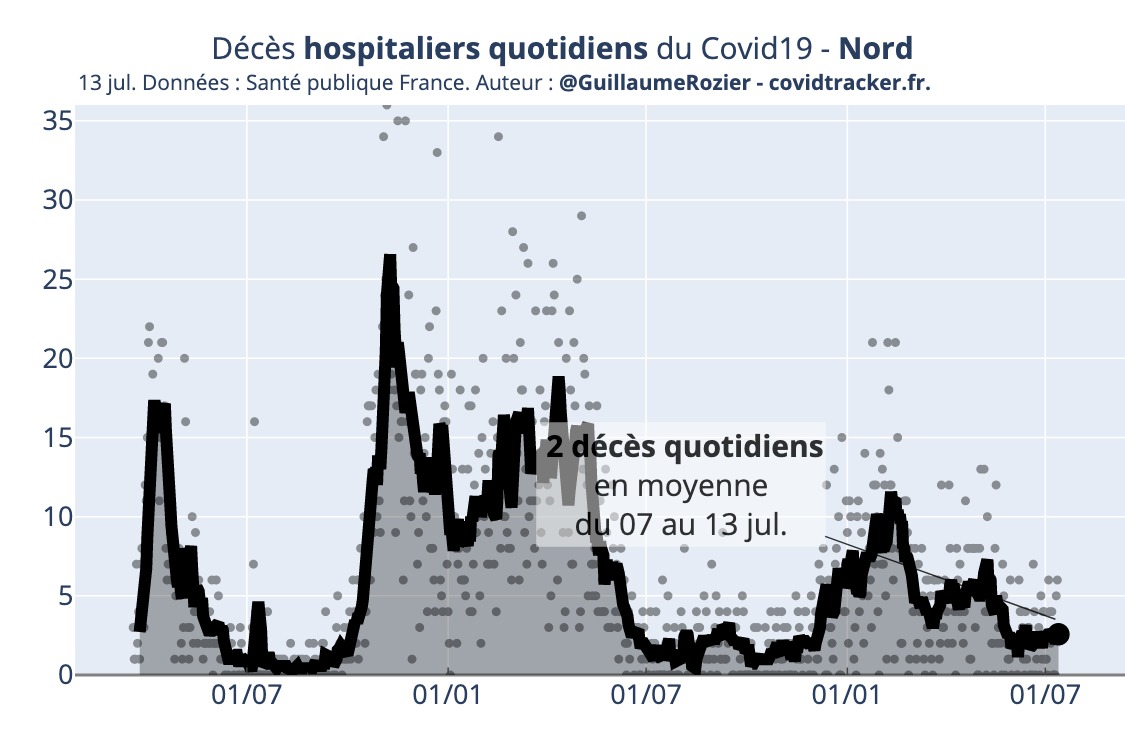 Décès hospitaliers quotidiens du Covid19 - Nord
13 jul. Données : Santé publique France. Auteur : @GuillaumeRozier - covidtracker.fr.
35
30
25
20
15
10
5
0
2 décès quotidiens
en moyenne
du 07 au 13 jul.
01/07 01/01 01/07 01/01 01/07